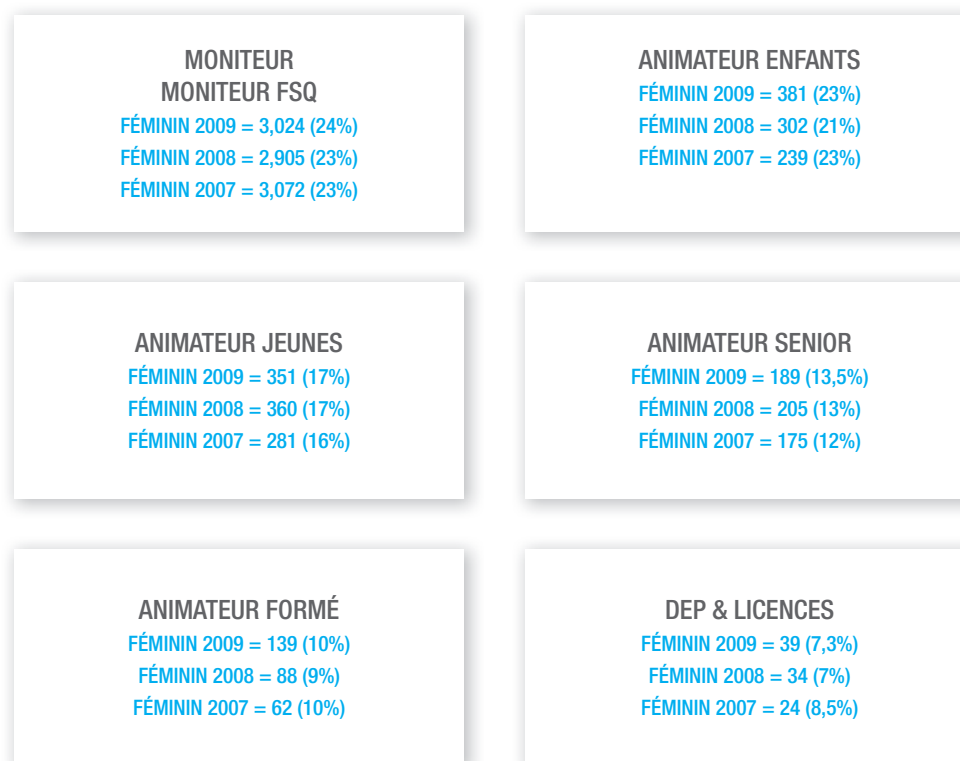 MONITEUR
MONITEUR FSQ
FÉMININ 2009 = 3,024 (24%)
FÉMININ 2008 = 2,905 (23%)
FÉMININ 2007 = 3,072 (23%)
ANIMATEUR ENFANTS
FÉMININ 2009 = 381 (23%)
FÉMININ 2008 = 302 (21%)
FÉMININ 2007 = 239 (23%)
ANIMATEUR JEUNES
FÉMININ 2009 = 351 (17%)
FÉMININ 2008 = 360 (17%)
FÉMININ 2007 = 281 (16%)
ANIMATEUR SENIOR
FÉMININ 2009 = 189 (13,5%)
FÉMININ 2008 = 205 (13%)
FÉMININ 2007 = 175 (12%)
ANIMATEUR FORMÉ
FÉMININ 2009 = 139 (10%)
FÉMININ 2008 = 88 (9%)
FÉMININ 2007 = 62 (10%)
DEP & LICENCES
FÉMININ 2009 = 39 (7,3%)
FÉMININ 2008 = 34 (7%)
FÉMININ 2007 = 24 (8,5%)